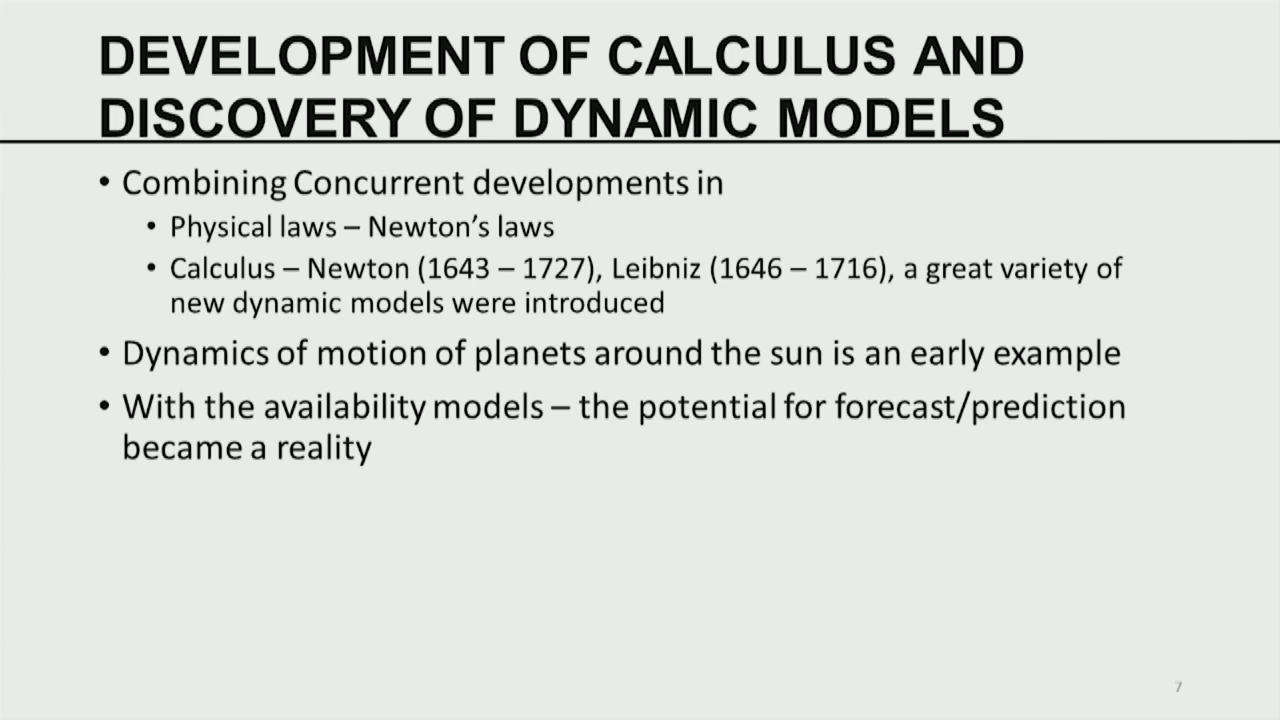 DEVELOPMENT OF CALCULUS AND
DISCOVERY OF DYNAMIC MODELS
• Combining Concurrent developments in
• Physical laws – Newton's laws
• Calculus – Newton (1643 – 1727), Leibniz (1646 – 1716), a great variety of
new dynamic models were introduced
• Dynamics of motion of planets around the sun is an early example
• With the availability models – the potential for forecast/prediction
became a reality
7